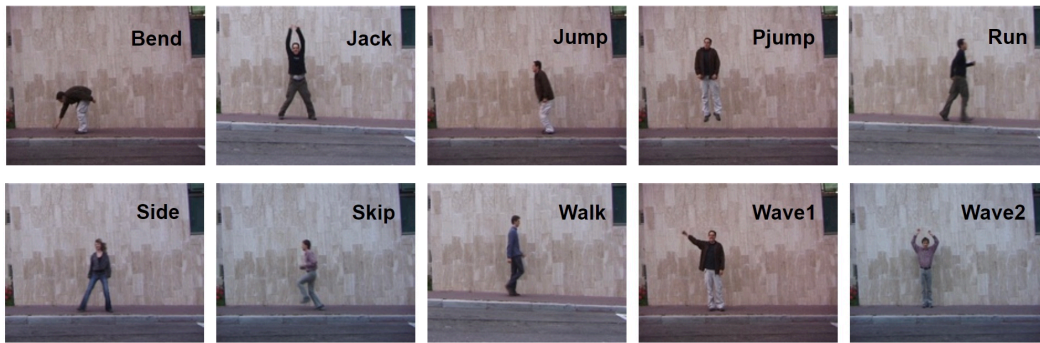 Bend
Jack
Jump
Pjump
Run
Side
Skip
Walk
Wave1
Wave2